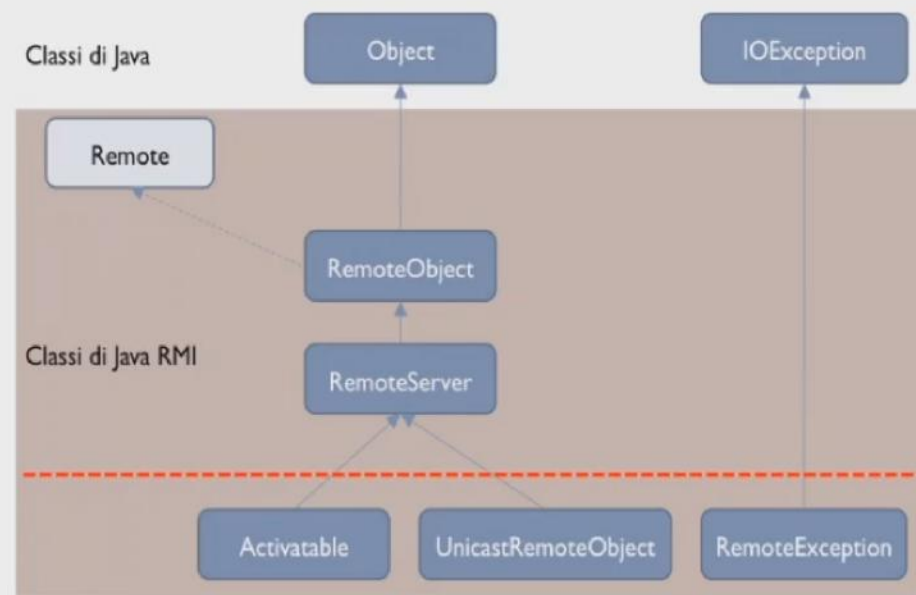 Classi di Java
Object
IOException
Remote
RemoteObject
Classi di Java RMI
RemoteServer
Activatable
UnicastRemoteObject
RemoteException